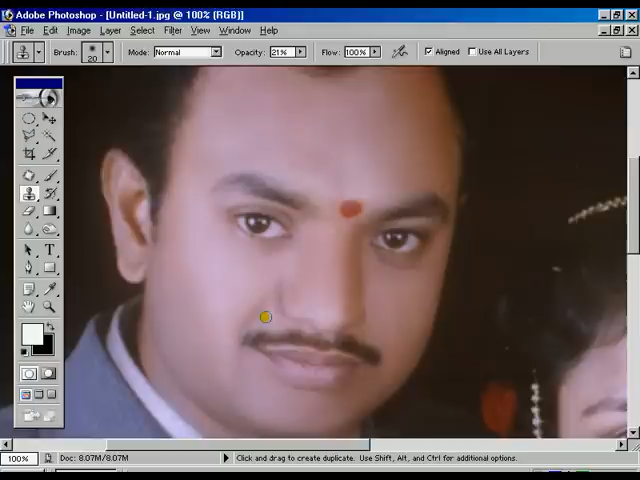 Adobe Photoshop - [Untitled-1.jpg @ 100% (RGB)]
File Edit Image Layer Select Filter View Window Help
Brush: 20 Mode: Normal Opacity: 21% Flow: 100% Aligned Use All Layers
T
100% Doc: 8.07M/8.07M Click and drag to create duplicate. Use Shift, Alt, and Ctrl for additional options.